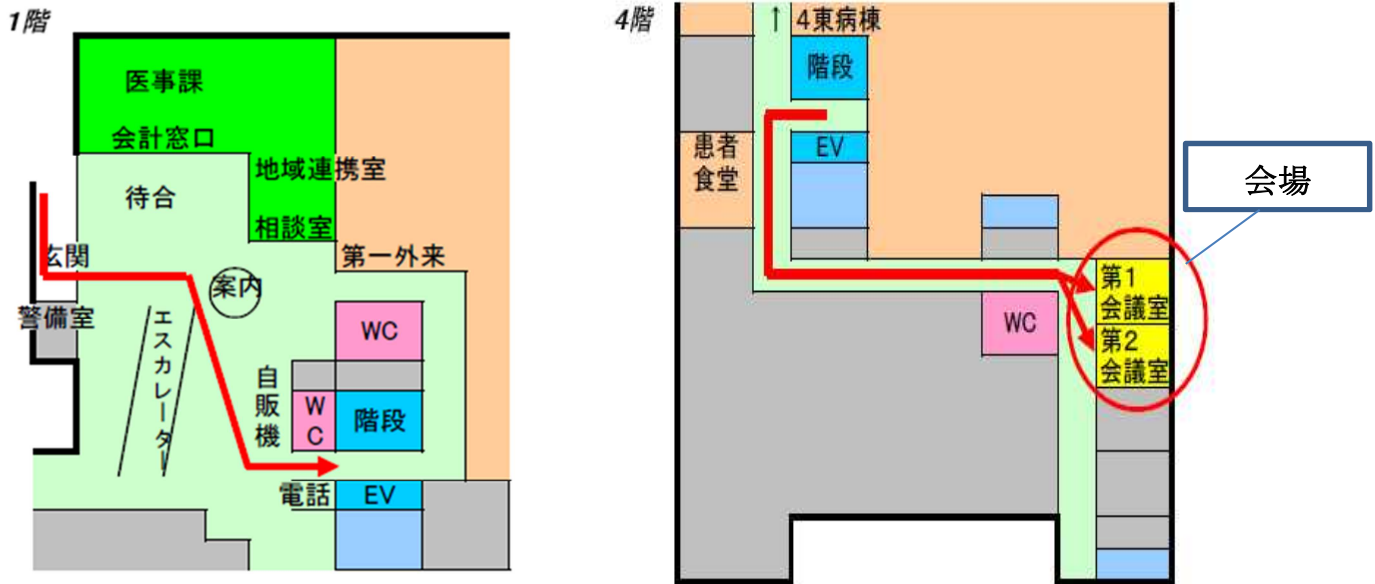 1階
医事課
会計窓口
地域連携室
待合
相談室
玄関
第一外来
案内
警備室
エスカレーター
WC
自販機
WC
階段
電話
EV
4階
↑ 4東病棟
階段
患者
食堂
EV
会場
第1
会議室
WC
第2
会議室